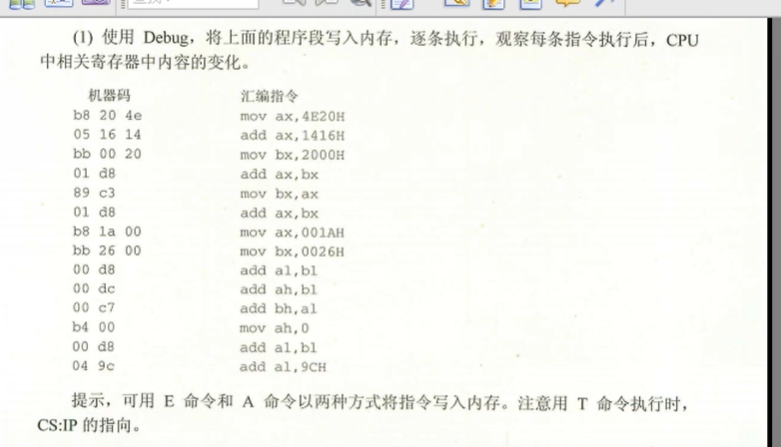 (1) 使用 Debug，将上面的程序段写入内存，逐条执行，观察每条指令执行后，CPU
中相关寄存器中内容的变化。
机器码 汇编指令
b8 20 4e mov ax,4E20H
05 16 14 add ax,1416H
bb 00 20 mov bx,2000H
01 d8 add ax,bx
89 c3 mov bx,ax
01 d8 add ax,bx
b8 1a 00 mov ax,001AH
bb 26 00 mov bx,0026H
00 d8 add al,bl
00 dc add ah,bl
00 c7 add bh,al
b4 00 mov ah,0
00 d8 add al,bl
04 9c add al,9CH
提示，可用 E 命令和 A 命令以两种方式将指令写入内存。注意用 T 命令执行时，
CS:IP 的指向。